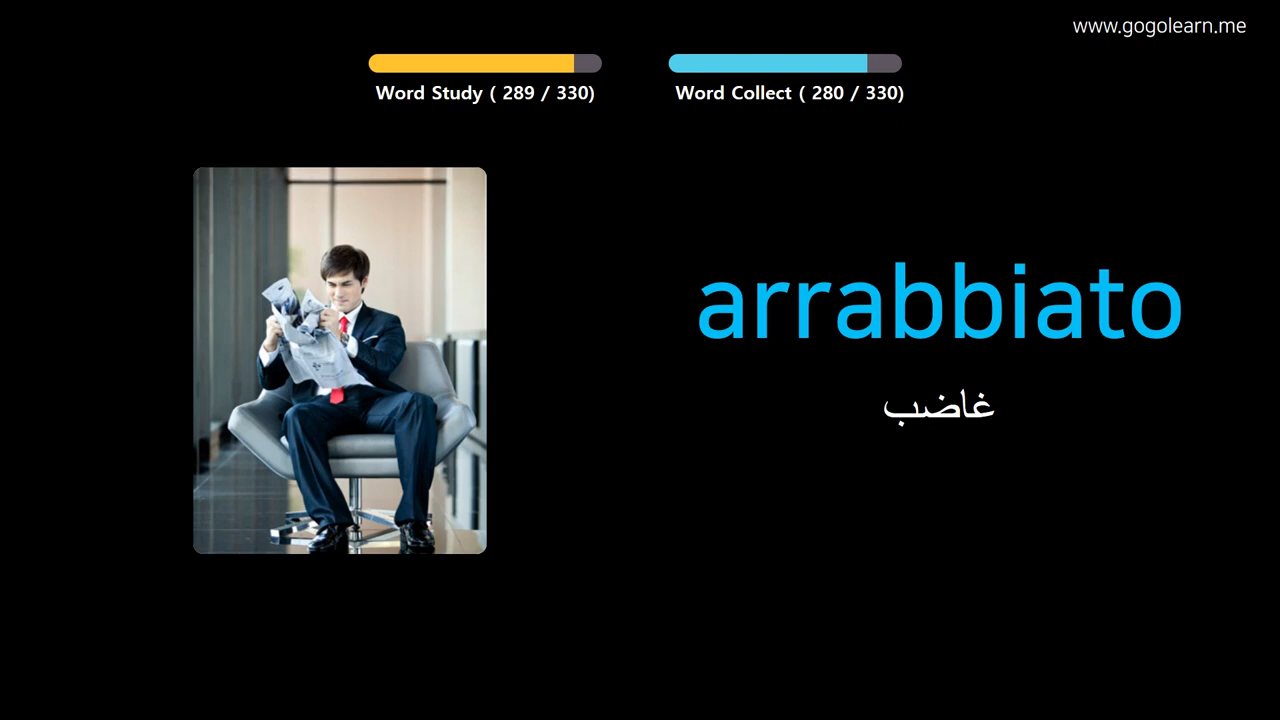 www.gogolearn.me
Word Study ( 289 / 330)
Word Collect ( 280 / 330)
arrabbiato
غاضب